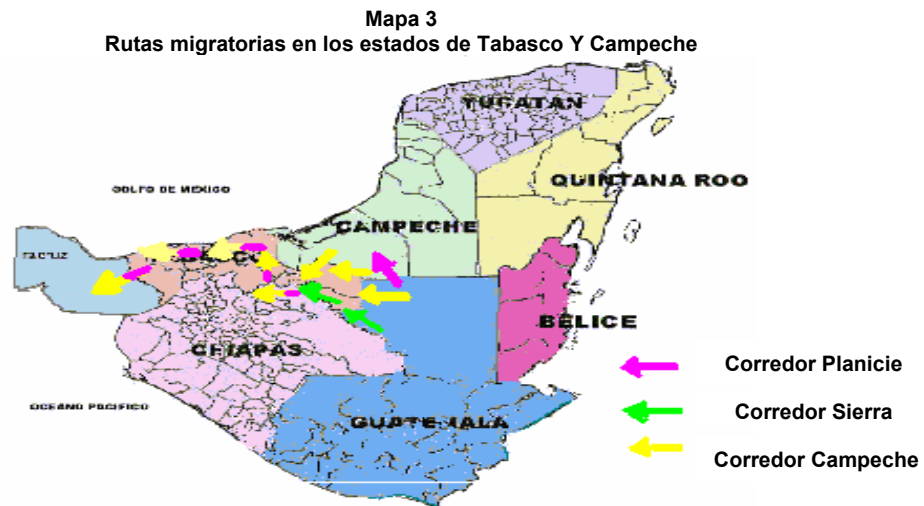 Mapa 3
Rutas migratorias en los estados de Tabasco Y Campeche
YUCATAN
GOLFO DE MEXICO
QUINTANA ROO
CAMPECHE
BELICE
CHIAPAS
OCEANO PACIFICO
GUATEMALA
Corredor Planicie
Corredor Sierra
Corredor Campeche